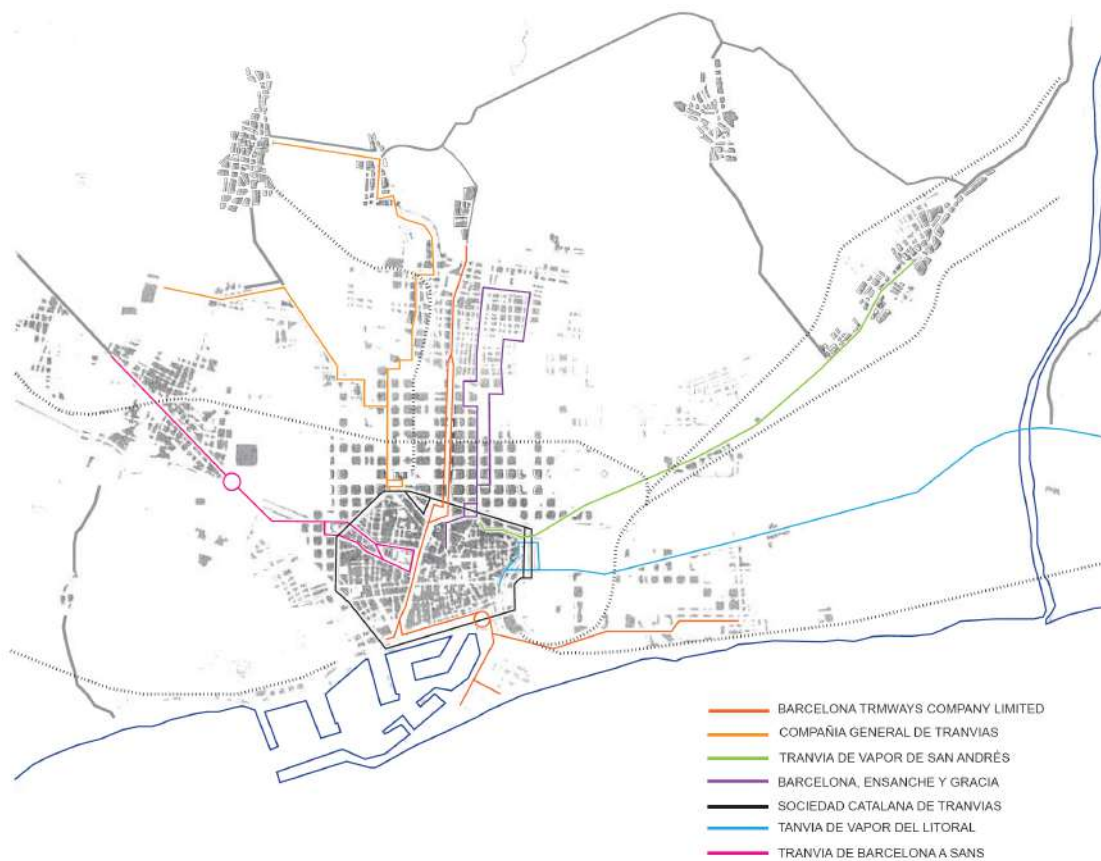 BARCELONA TRMWAYS COMPANY LIMITED
COMPAÑIA GENERAL DE TRANVIAS
TRANVIA DE VAPOR DE SAN ANDRÉS
BARCELONA, ENSANCHE Y GRACIA
SOCIEDAD CATALANA DE TRANVIAS
TANVIA DE VAPOR DEL LITORAL
TRANVIA DE BARCELONA A SANS